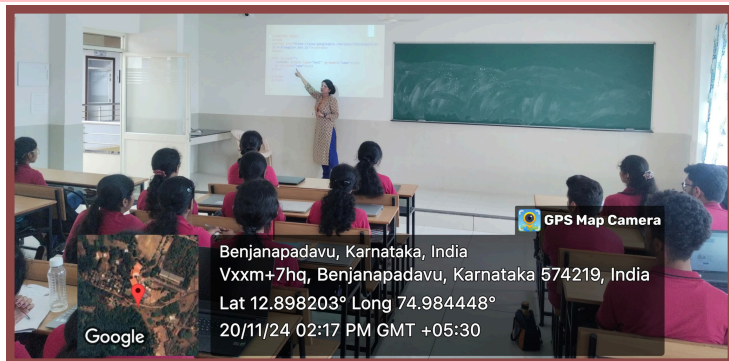 GPS Map Camera
Benjanapadavu, Karnataka, India
Vxxm+7hq, Benjanapadavu, Karnataka 574219, India
Lat 12.898203° Long 74.984448°
20/11/24 02:17 PM GMT +05:30
Google